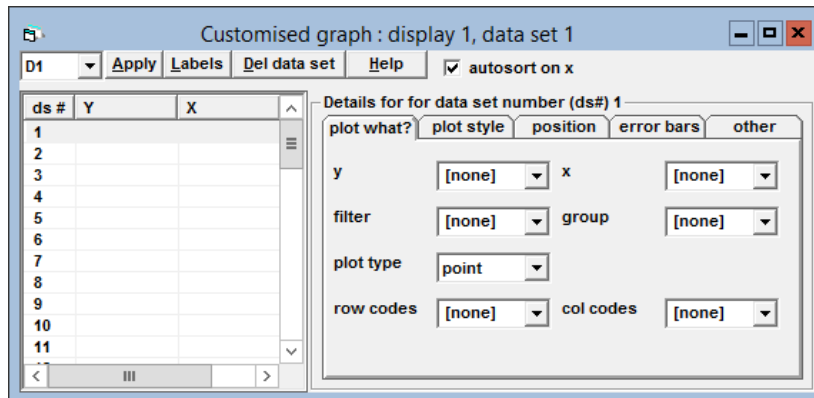 Customised graph : display 1, data set 1
D1 Apply Labels Del data set Help autosort on x
ds # Y X
1
2
3
4
5
6
7
8
9
10
11
Details for for data set number (ds#) 1
plot what? plot style position error bars other
y [none] x [none]
filter [none] group [none]
plot type point
row codes [none] col codes [none]